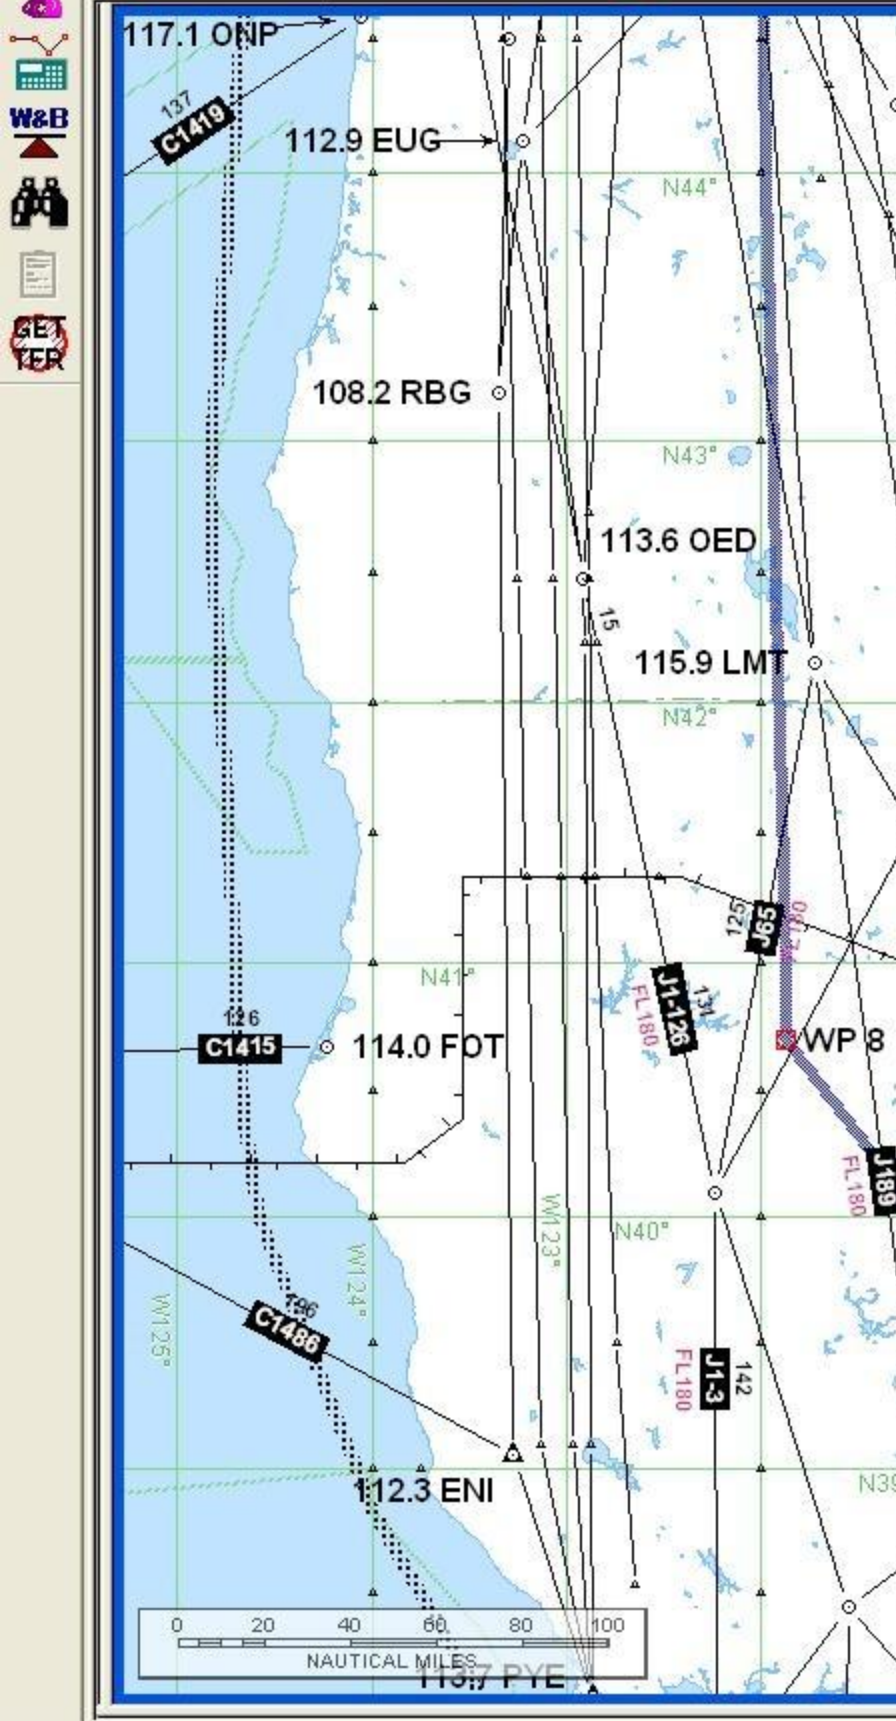 117.1 ONP
137
C1419
W&B
112.9 EUG
N44°
GET
TER
108.2 RBG
N43°
113.6 OED
15
115.9 LMT
N42°
125
J65
FL180
N41°
J1-126
131
FL180
126
C1415
114.0 FOT
WP 8
J189
FL180
N40°
W123°
W124°
W125°
196
C1486
J1-3
142
FL180
112.3 ENI
N39
0 20 40 60 80 100
NAUTICAL MILES
113.7 PYE